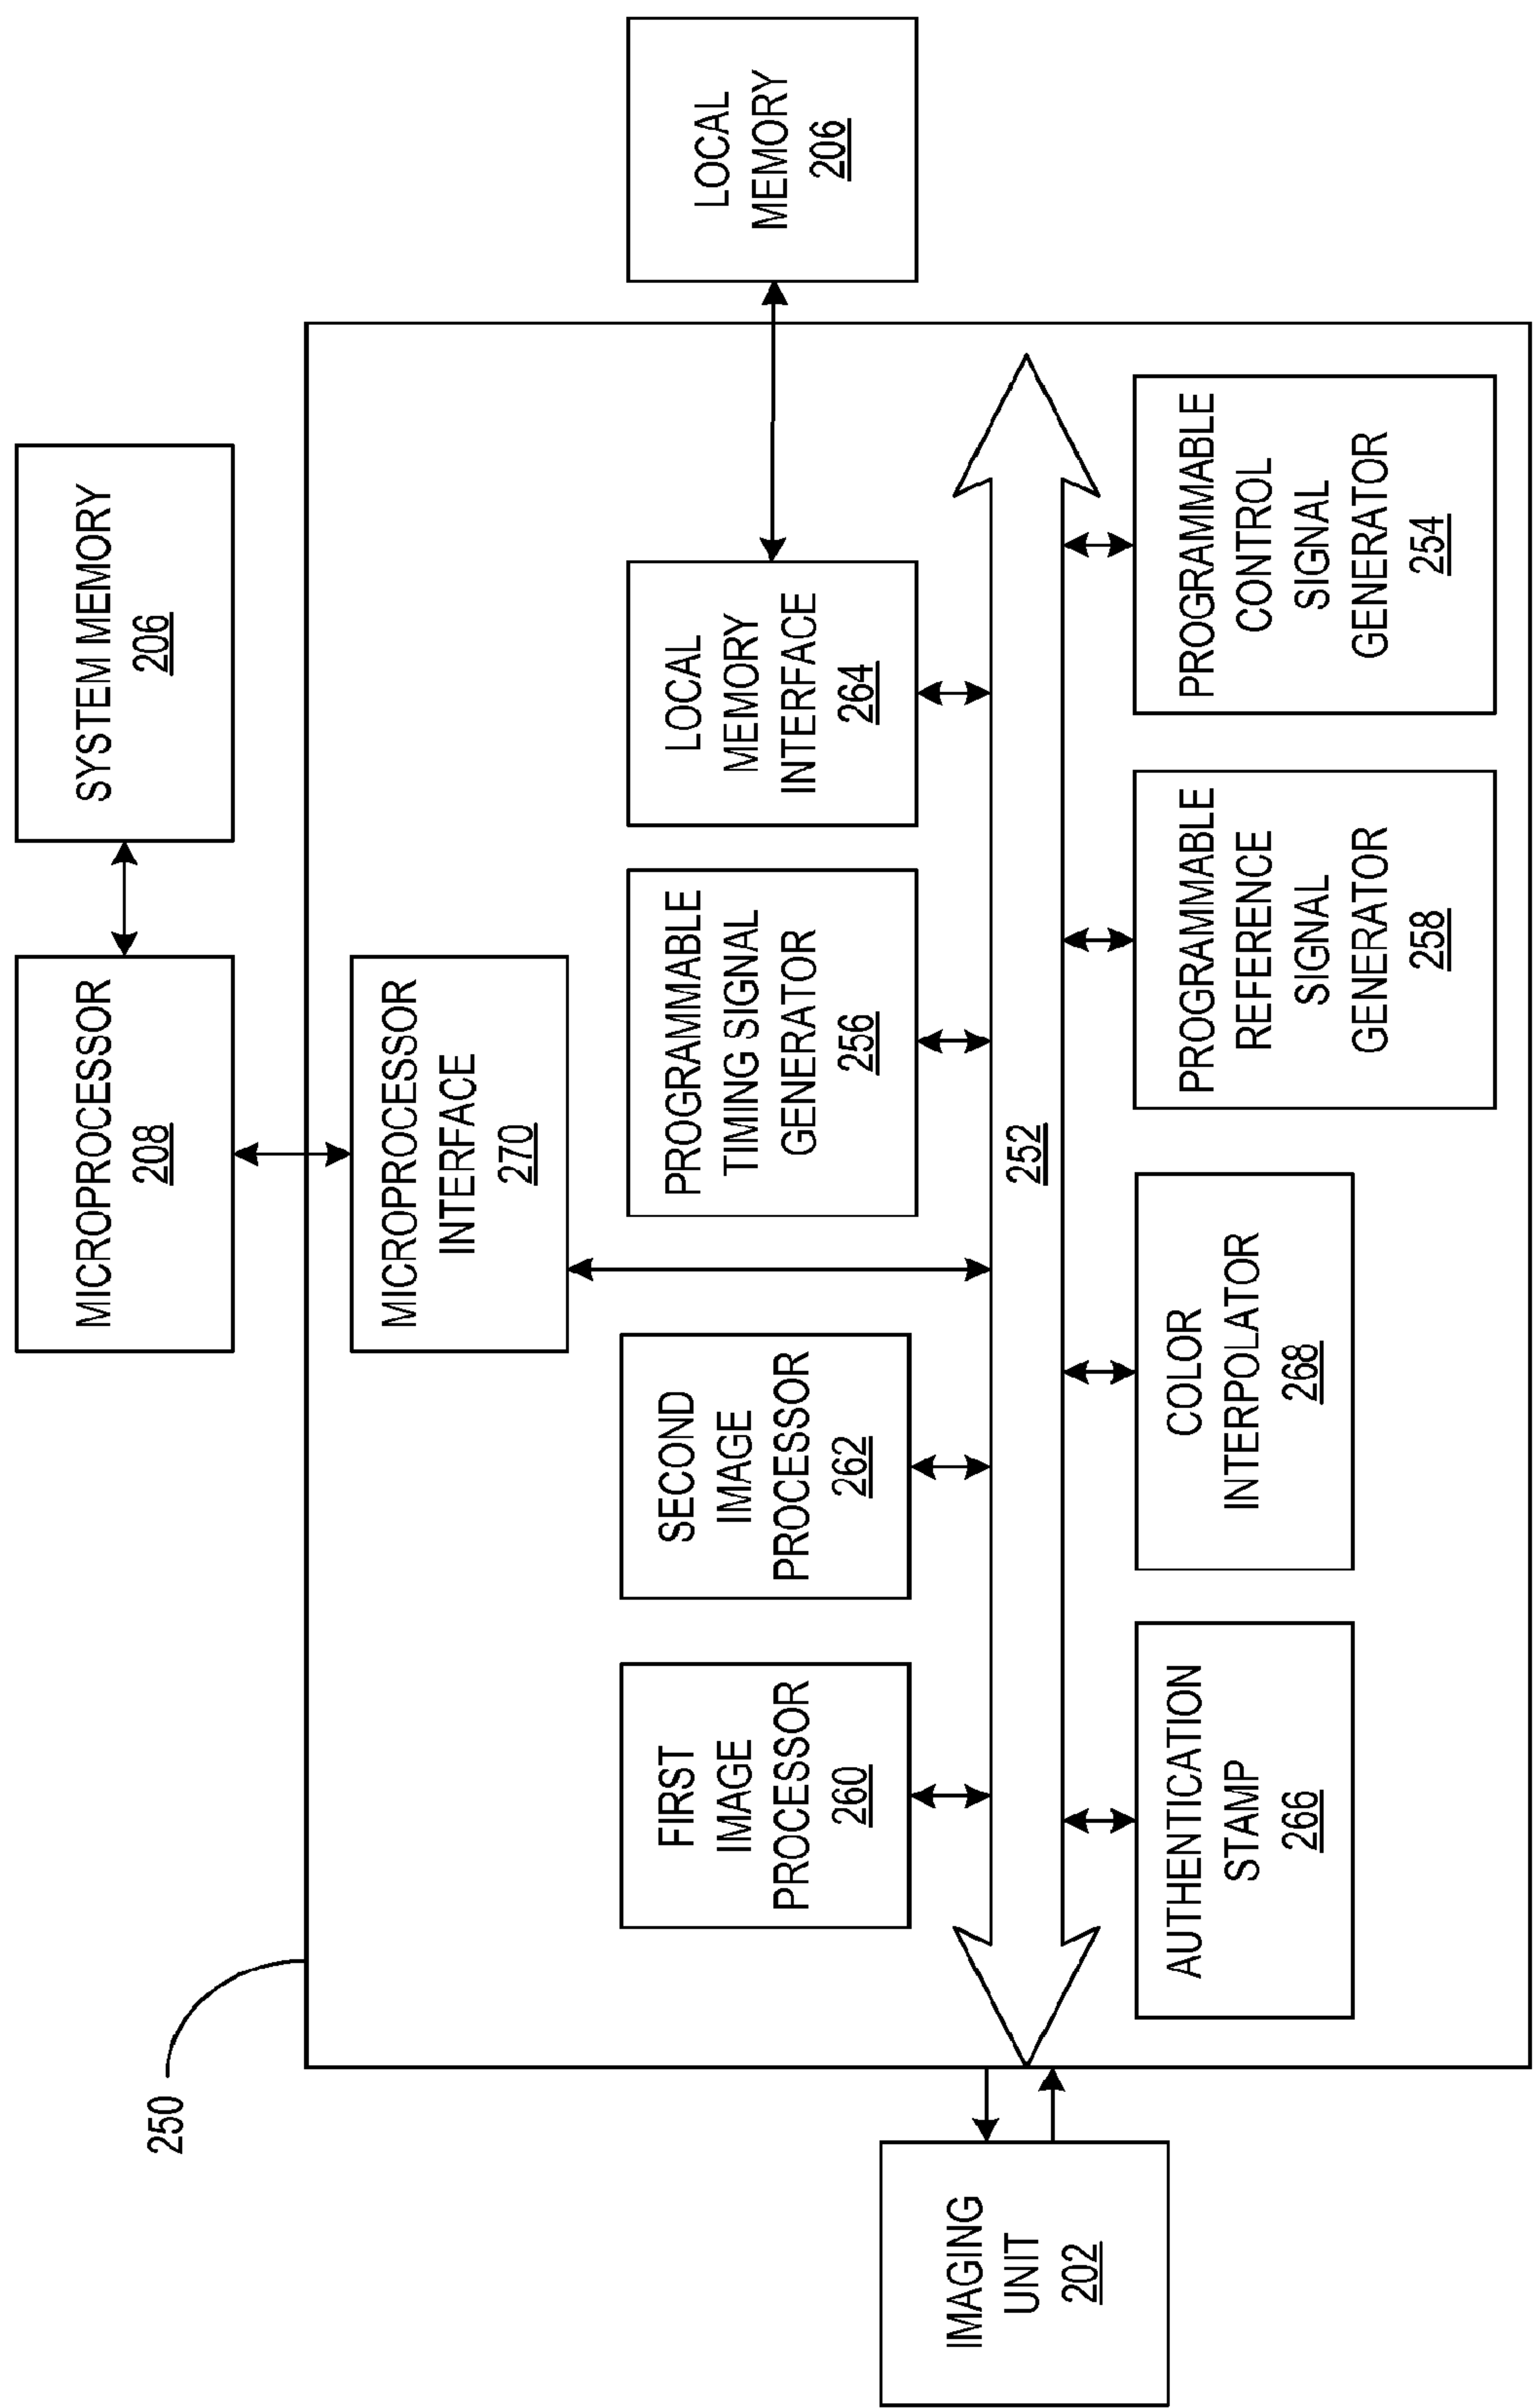 SYSTEM MEMORY
206
MICROPROCESSOR
208
250
MICROPROCESSOR
INTERFACE
270
FIRST
IMAGE
PROCESSOR
260
SECOND
IMAGE
PROCESSOR
262
PROGRAMMABLE
TIMING SIGNAL
GENERATOR
256
LOCAL
MEMORY
INTERFACE
264
LOCAL
MEMORY
206
IMAGING
UNIT
202
252
AUTHENTICATION
STAMP
266
COLOR
INTERPOLATOR
268
PROGRAMMABLE
REFERENCE
SIGNAL
GENERATOR
258
PROGRAMMABLE
CONTROL
SIGNAL
GENERATOR
254